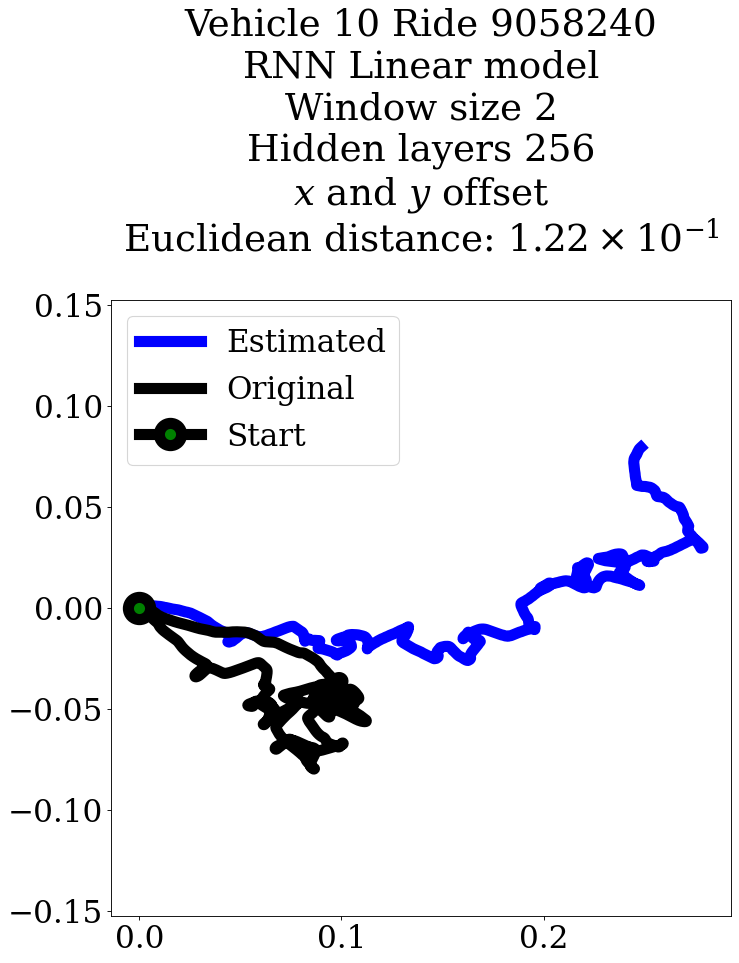 Vehicle 10 Ride 9058240
RNN Linear model
Window size 2
Hidden layers 256
x and y offset
Euclidean distance: 1.22 × 10⁻¹
0.15
0.10
0.05
0.00
−0.05
−0.10
−0.15
Estimated
Original
Start
0.0 0.1 0.2